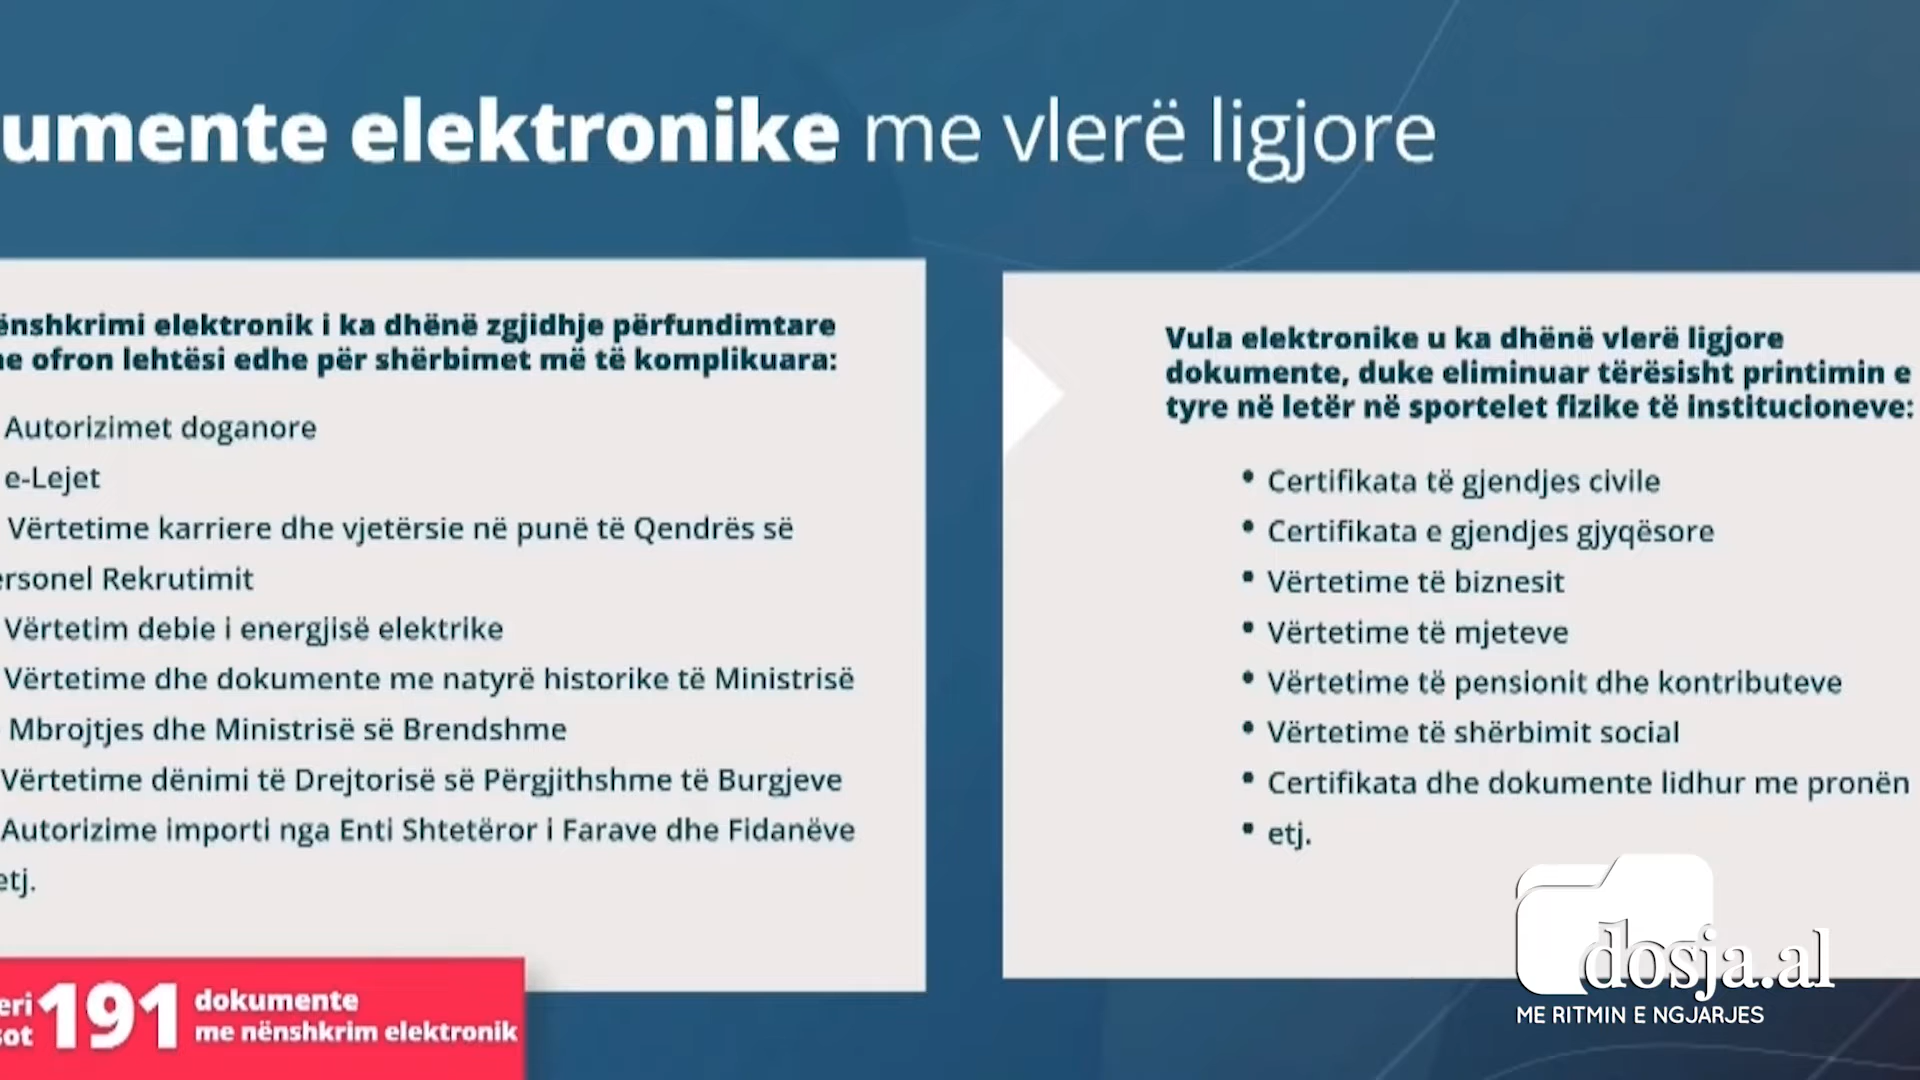 umente elektronike me vlerë ligjore
ënshkrimi elektronik i ka dhënë zgjidhje përfundimtare
he ofron lehtësi edhe për shërbimet më të komplikuara:
Autorizimet doganore
e-Lejet
Vërtetime karriere dhe vjetërsie në punë të Qendrës së
ersonel Rekrutimit
Vërtetim debie i energjisë elektrike
Vërtetime dhe dokumente me natyrë historike të Ministrisë
Mbrojtjes dhe Ministrisë së Brendshme
Vërtetime dënimi të Drejtorisë së Përgjithshme të Burgjeve
Autorizime importi nga Enti Shtetëror i Farave dhe Fidanëve
etj.
eri
sot
191
dokumente
me nënshkrim elektronik
Vula elektronike u ka dhënë vlerë ligjore
dokumente, duke eliminuar tërësisht printimin e
tyre në letër në sportelet fizike të institucioneve:
• Certifikata të gjendjes civile
• Certifikata e gjendjes gjyqësore
• Vërtetime të biznesit
• Vërtetime të mjeteve
• Vërtetime të pensionit dhe kontributeve
• Vërtetime të shërbimit social
• Certifikata dhe dokumente lidhur me pronën
• etj.
dosja.al
ME RITMIN E NGJARJES